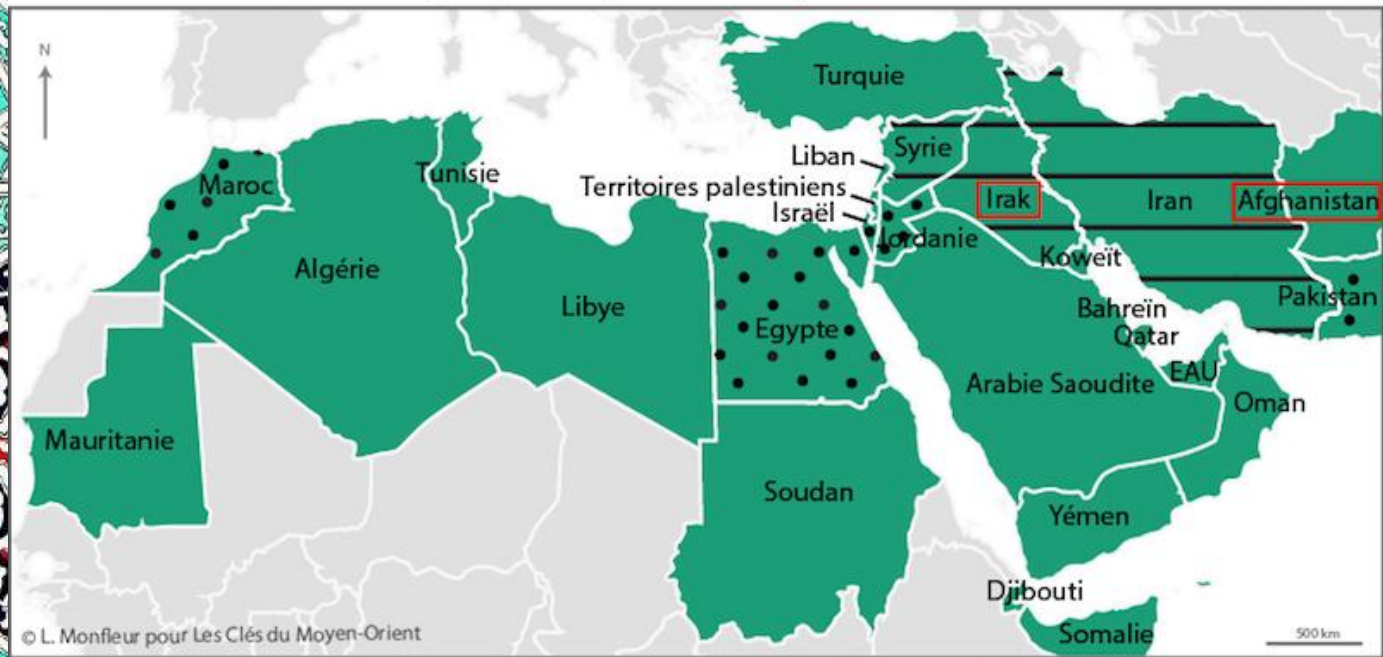 N
Turquie
Syrie
Liban
Territoires palestiniens
Israël
Jordanie
Irak
Iran
Afghanistan
Koweït
Pakistan
Bahreïn
Qatar
EAU
Arabie Saoudite
Oman
Yémen
Maroc
Tunisie
Algérie
Libye
Egypte
Mauritanie
Soudan
Djibouti
Somalie
© L. Monfleur pour Les Clés du Moyen-Orient
500 km